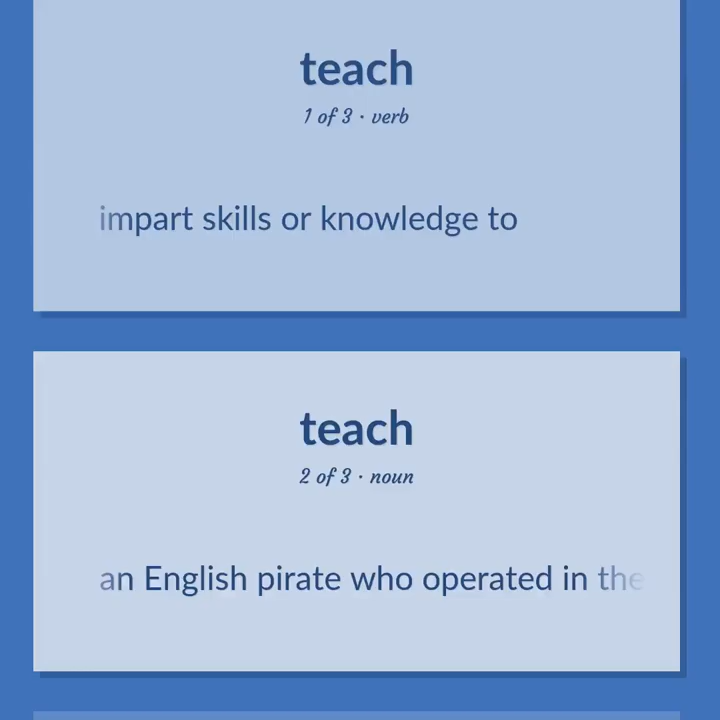 teach
1 of 3 · verb
impart skills or knowledge to
teach
2 of 3 · noun
an English pirate who operated in the